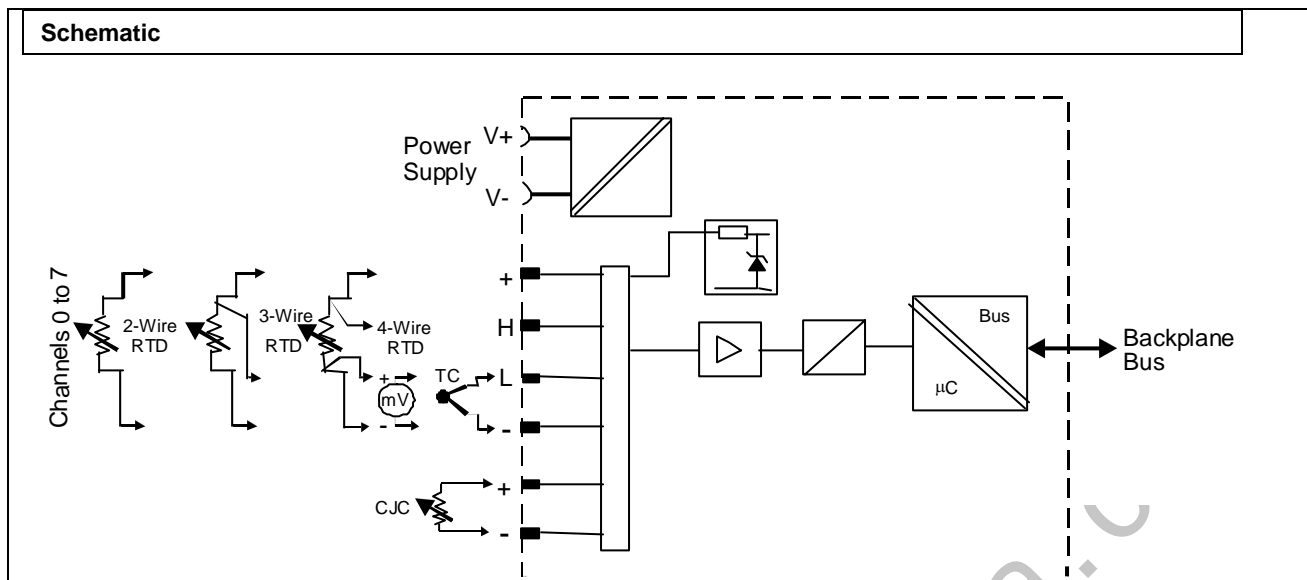 Schematic
Power
Supply
V+
V-
Channels 0 to 7
2-Wire
RTD
3-Wire
RTD
4-Wire
RTD
+
mV
-
TC
+
H
L
-
CJC
+
-
Bus
µC
Backplane
Bus